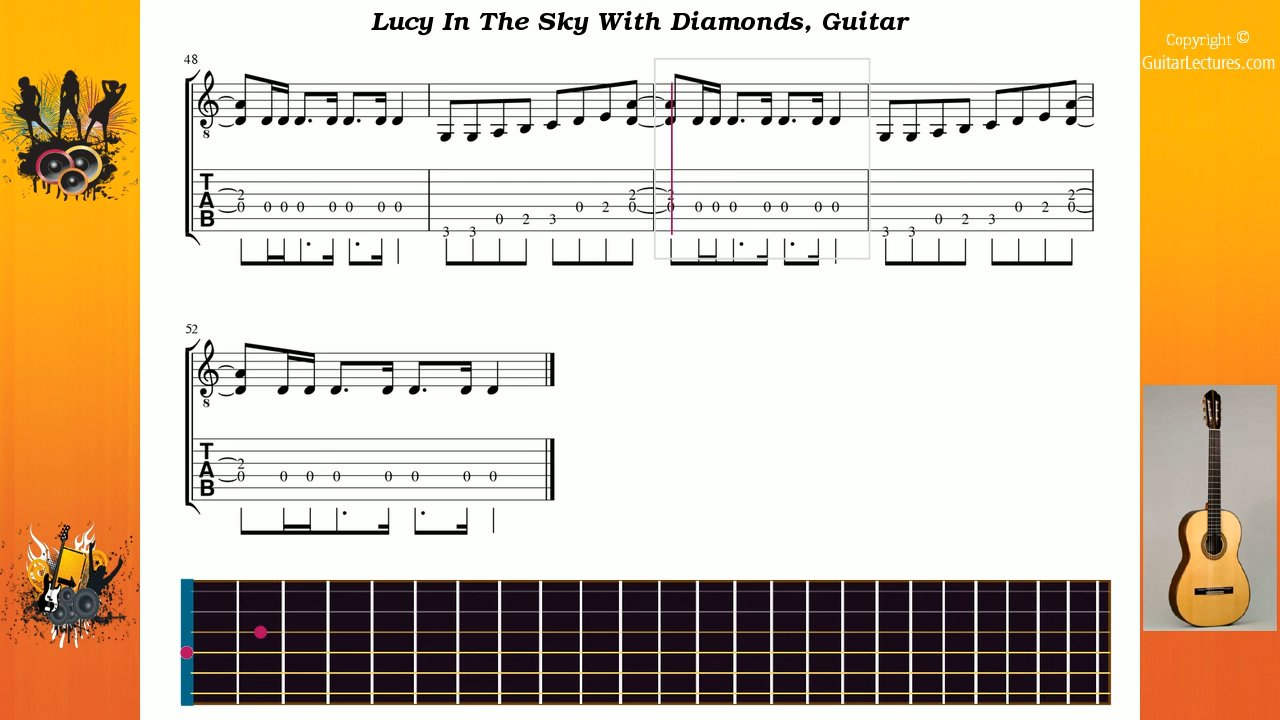 Lucy In The Sky With Diamonds, Guitar
Copyright ©
GuitarLectures.com
48
8
T
A
B
2 2 2 2
0 0 0 0 0 0 0 0 0 2 0 0 0 0 0 0 0 0 0 0 2 0
0 2 3 0 2 3
3 3 3 3
52
8
T
A
B
2
0 0 0 0 0 0 0